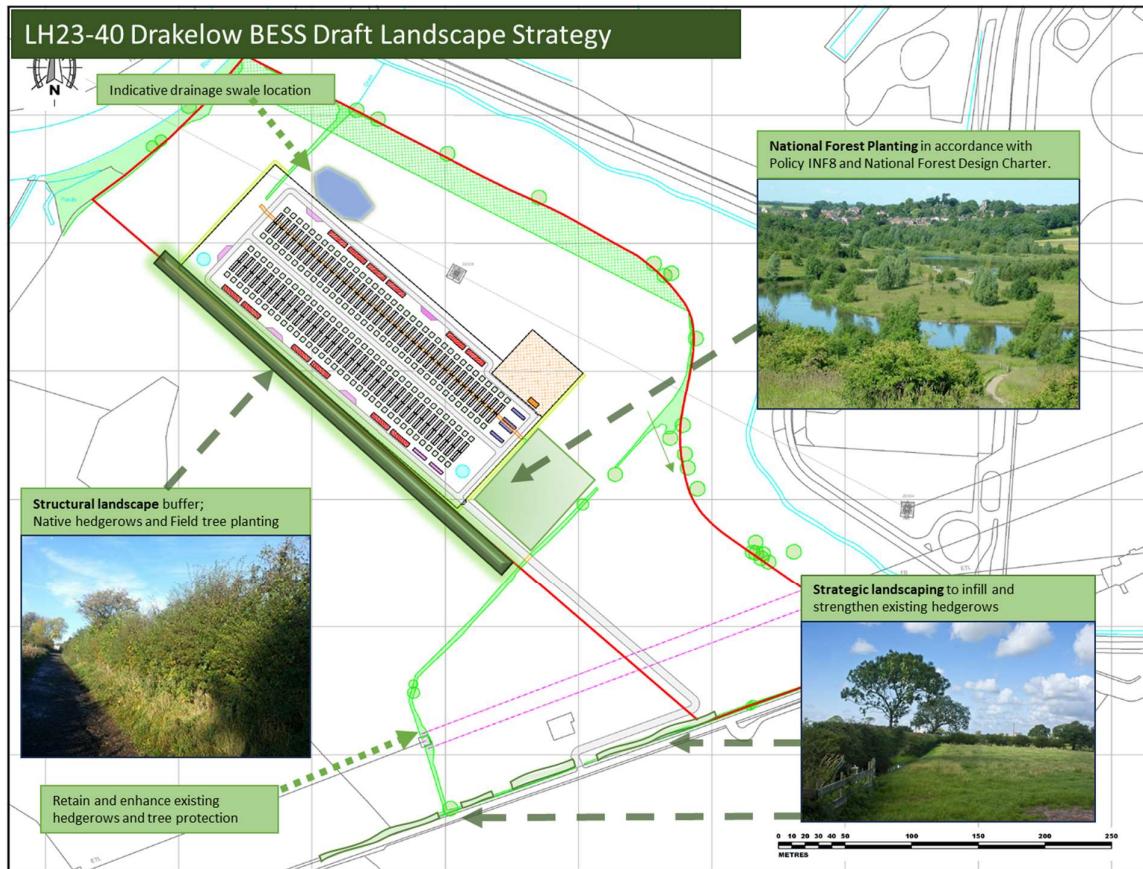 LH23-40 Drakelow BESS Draft Landscape Strategy
N
Indicative drainage swale location
National Forest Planting in accordance with
Policy INF8 and National Forest Design Charter.
Structural landscape buffer;
Native hedgerows and Field tree planting
Strategic landscaping to infill and
strengthen existing hedgerows
Retain and enhance existing
hedgerows and tree protection
ETL
ETL
0 10 20 30 40 50 100 150 200 250
METRES